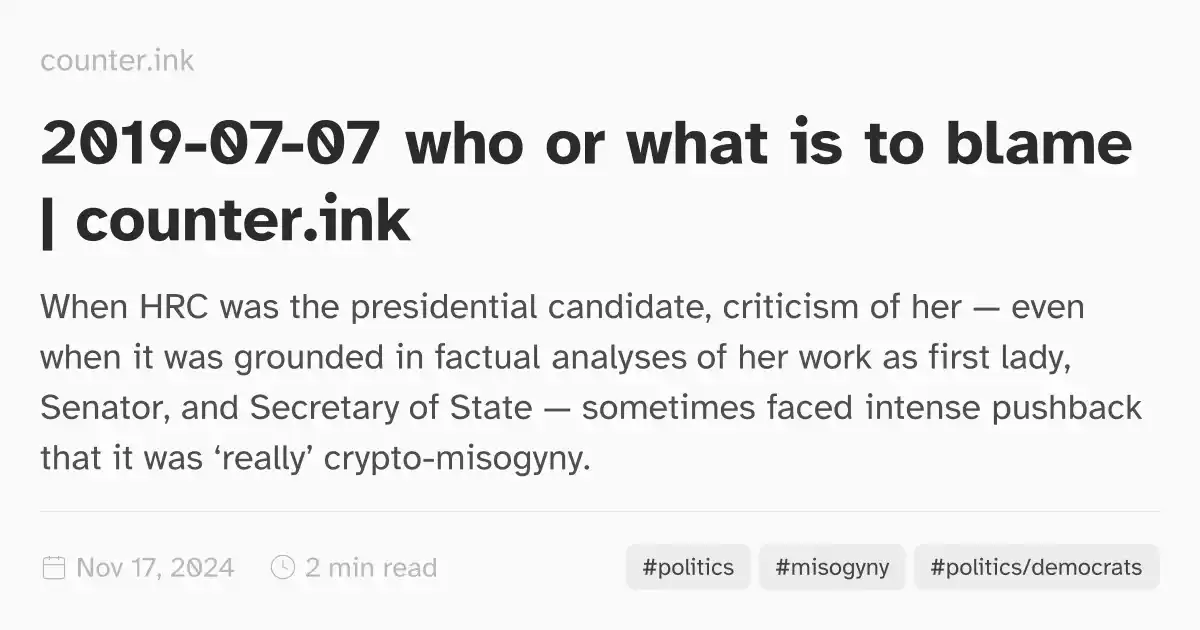 counter.ink
2019-07-07 who or what is to blame
| counter.ink
When HRC was the presidential candidate, criticism of her — even
when it was grounded in factual analyses of her work as first lady,
Senator, and Secretary of State — sometimes faced intense pushback
that it was ‘really’ crypto-misogyny.
Nov 17, 2024 2 min read #politics #misogyny #politics/democrats